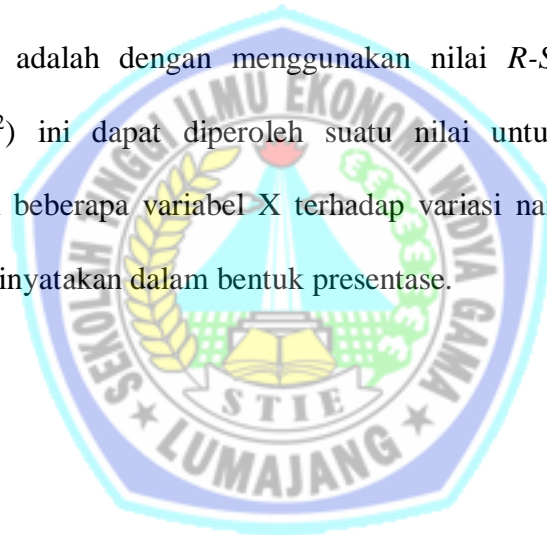 adalah dengan menggunakan nilai R-S
²) ini dapat diperoleh suatu nilai untu
beberapa variabel X terhadap variasi na
inyatakan dalam bentuk presentase.
SEKOLAH TINGGI ILMU EKONOMI WIDYA GAMA
STIE
LUMAJANG